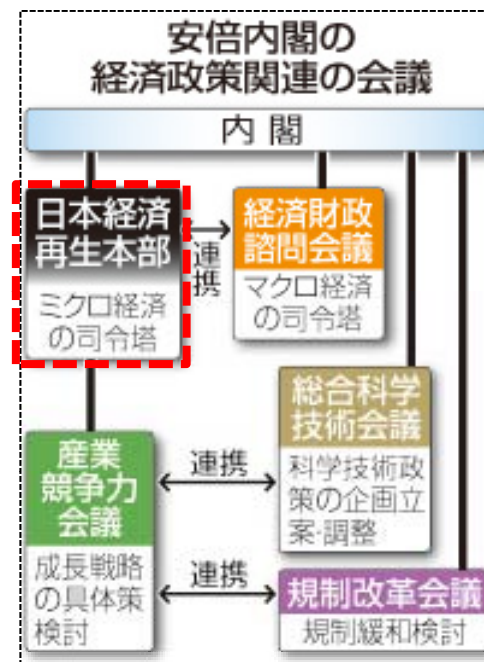 安倍内閣の
経済政策関連の会議
内閣
日本経済
再生本部
ミクロ経済
の司令塔
連
携
経済財政
諮問会議
マクロ経済
の司令塔
総合科学
技術会議
科学技術政
策の企画立
案・調整
産業
競争力
会議
成長戦略
の具体策
検討
連携
連携
規制改革会議
規制緩和検討